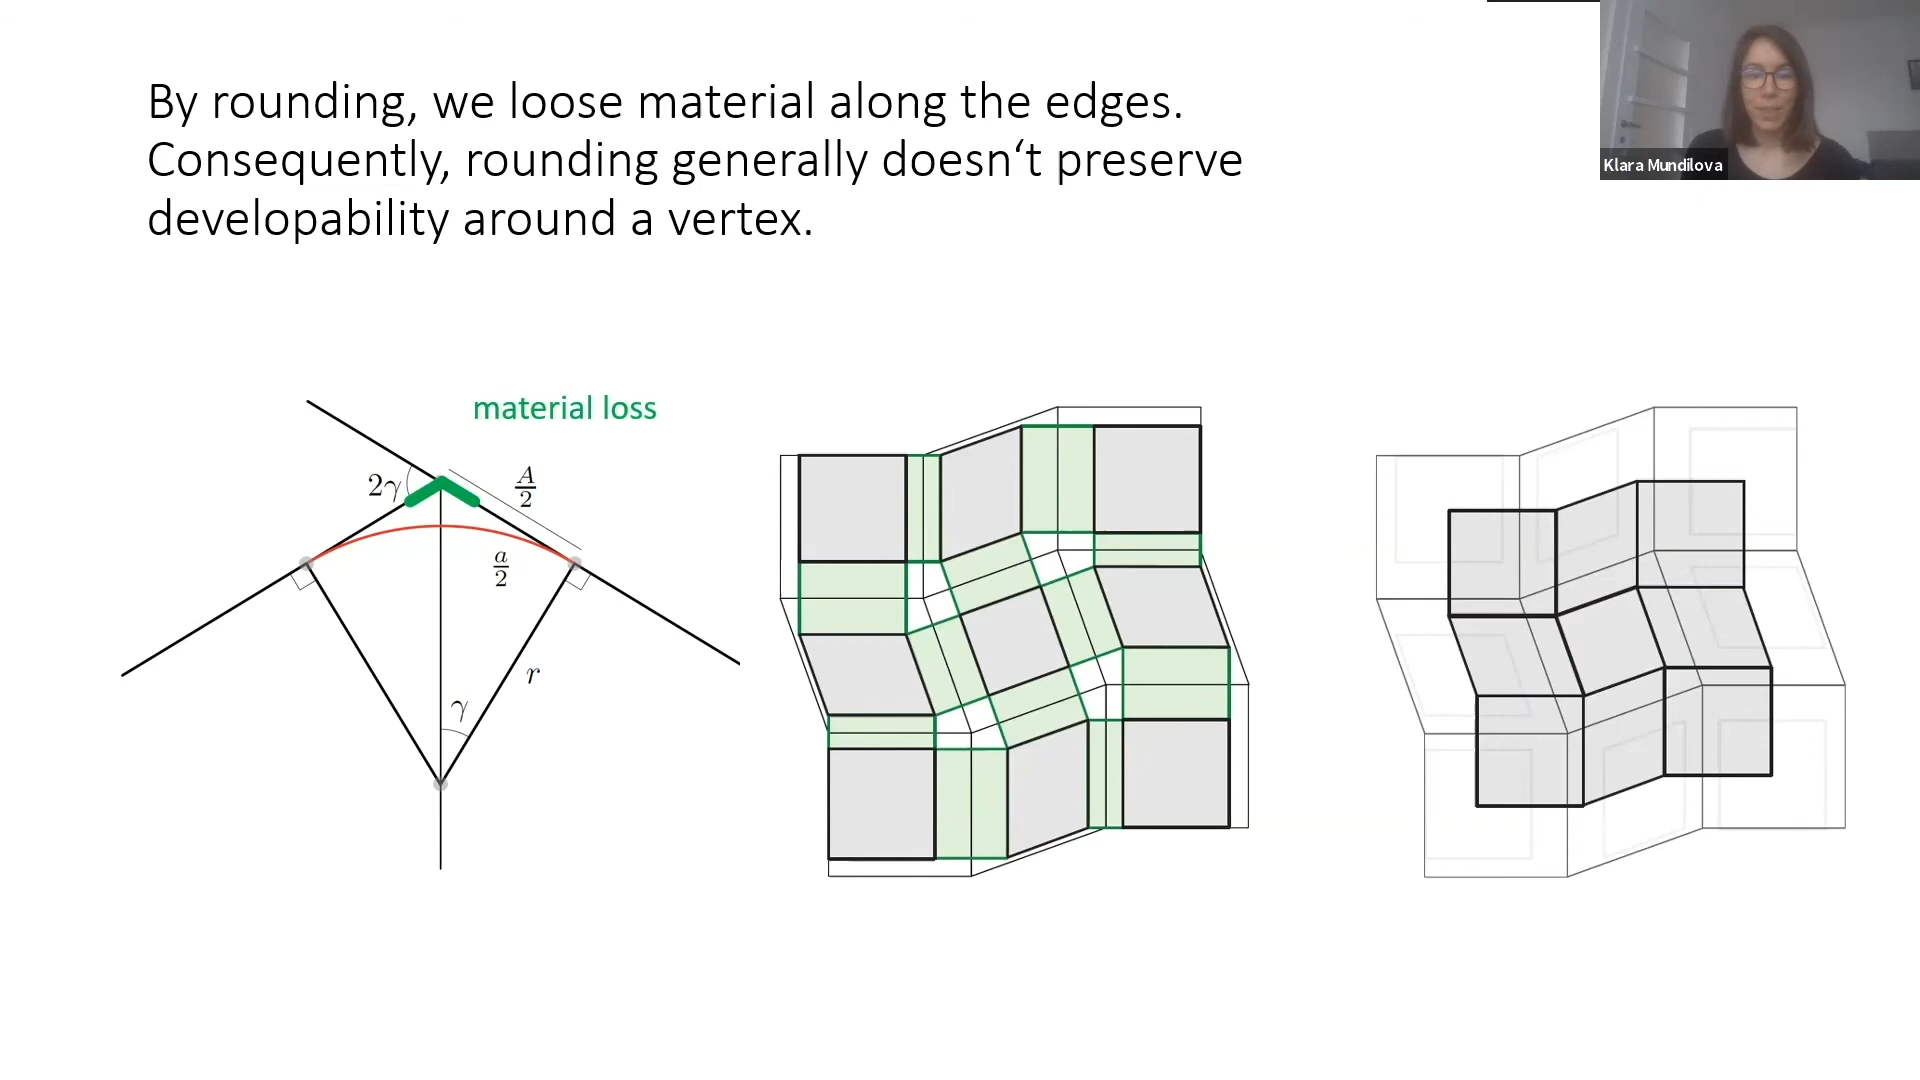 By rounding, we loose material along the edges.
Consequently, rounding generally doesn‘t preserve
developability around a vertex.
Klara Mundilova
material loss
2γ
A
2
a
2
r
γ